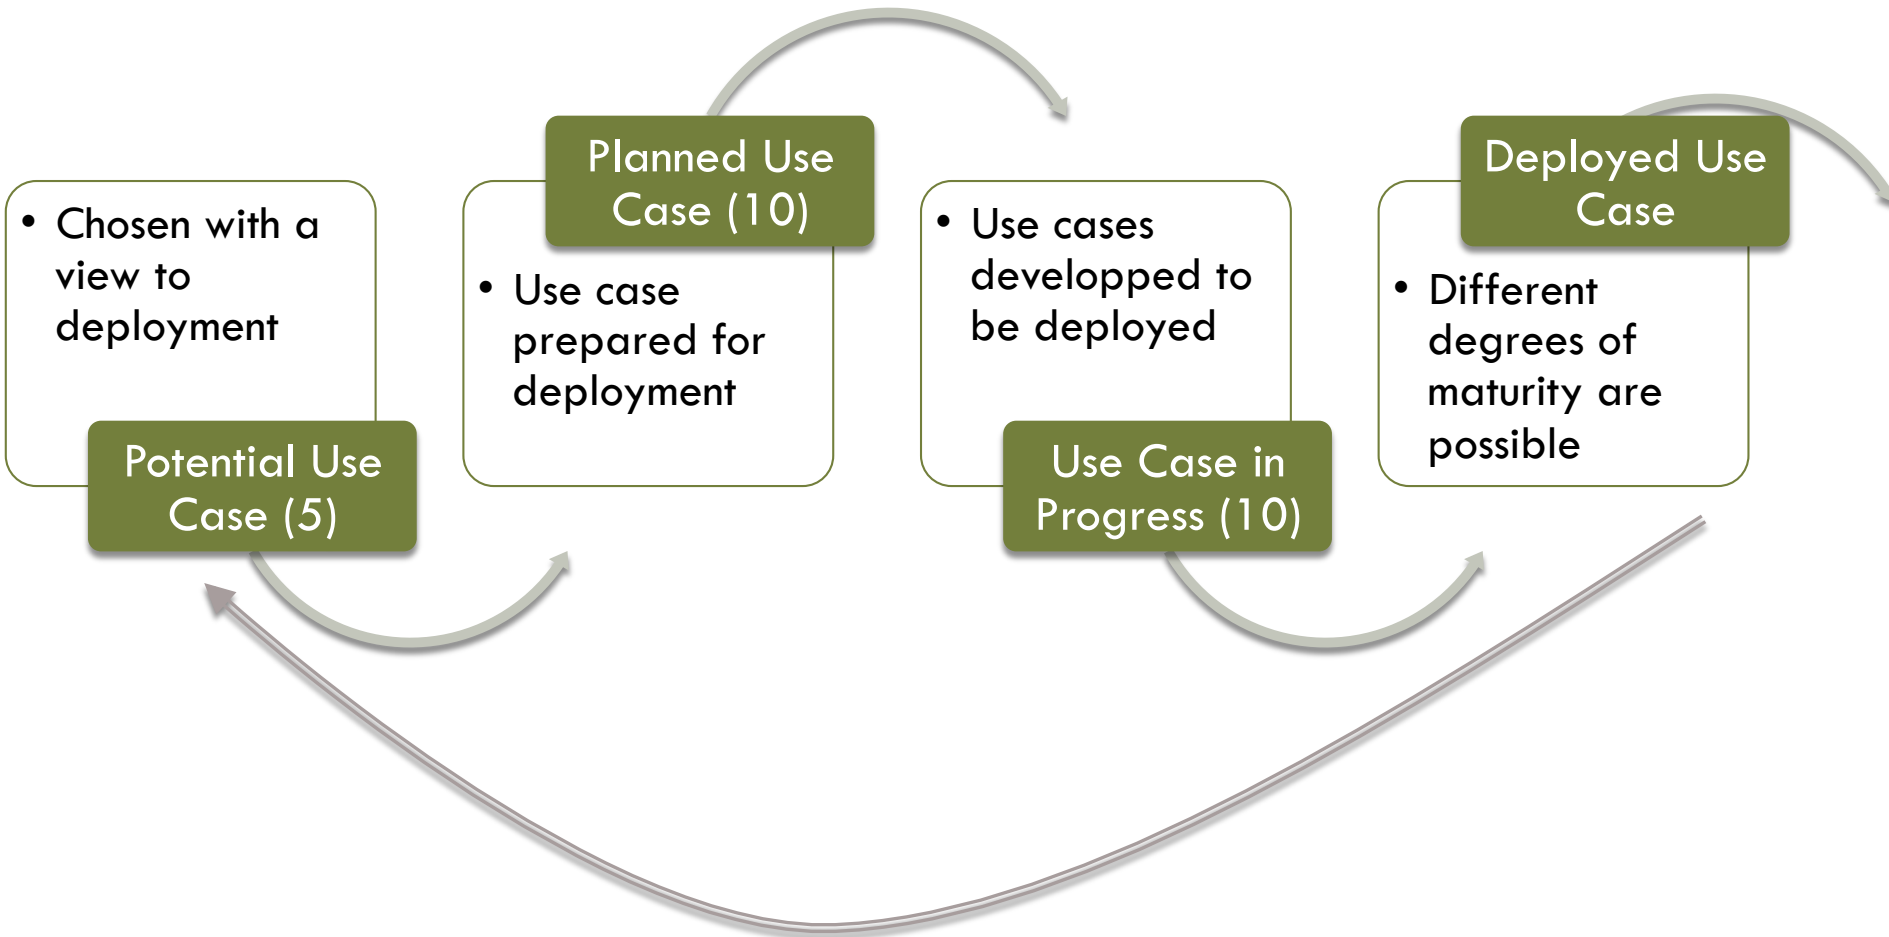 • Chosen with a
view to
deployment
Potential Use
Case (5)
Planned Use
Case (10)
• Use case
prepared for
deployment
• Use cases
developped to
be deployed
Use Case in
Progress (10)
Deployed Use
Case
• Different
degrees of
maturity are
possible